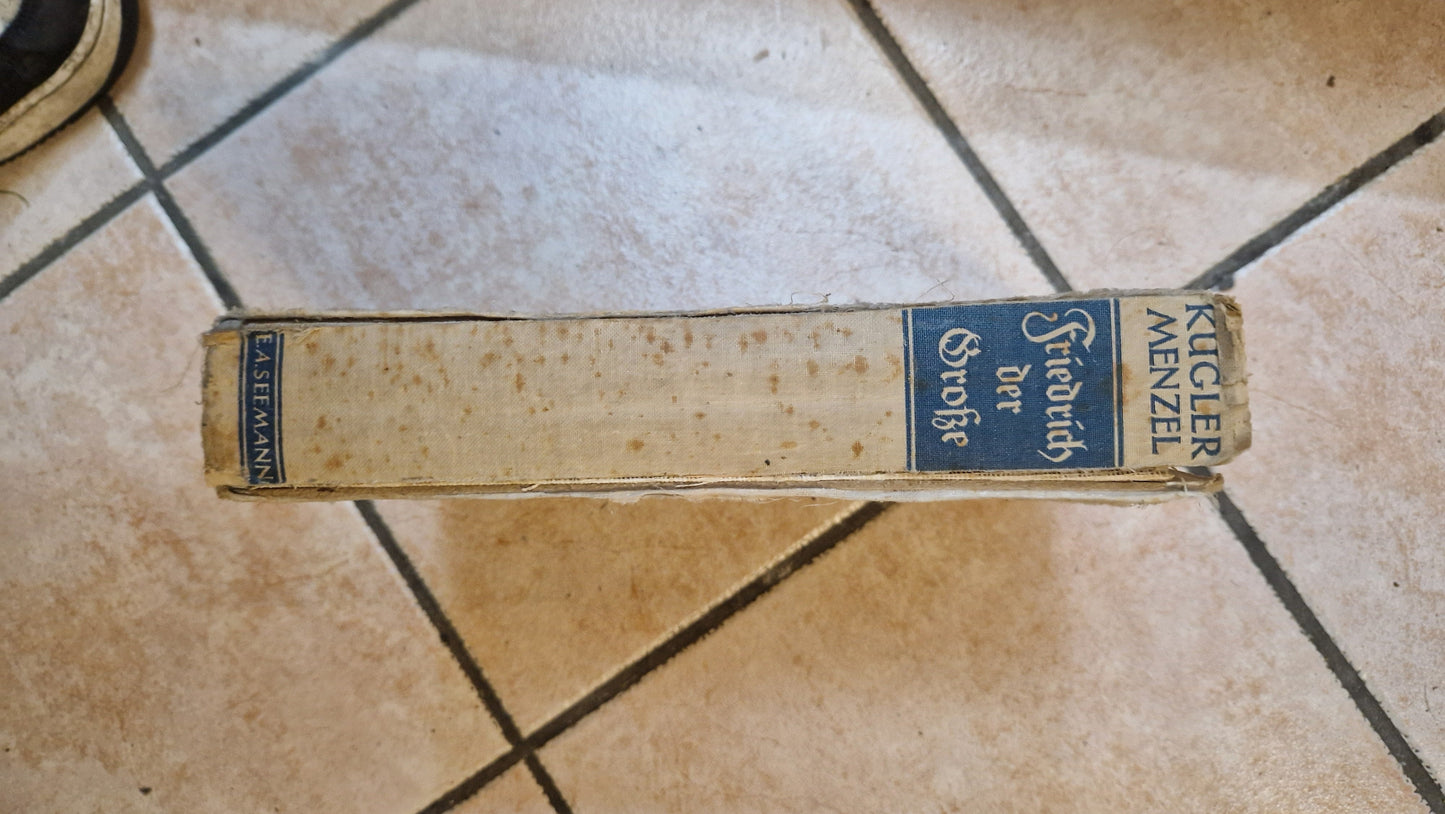 KUGLER
MENZEL
Friedrich
der
Große
E.A.SEEMANN